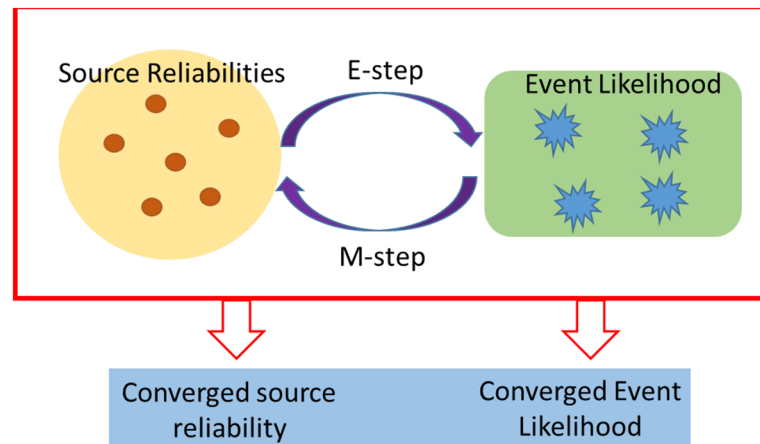 Source Reliabilities
E-step
Event Likelihood
M-step
Converged source
reliability
Converged Event
Likelihood